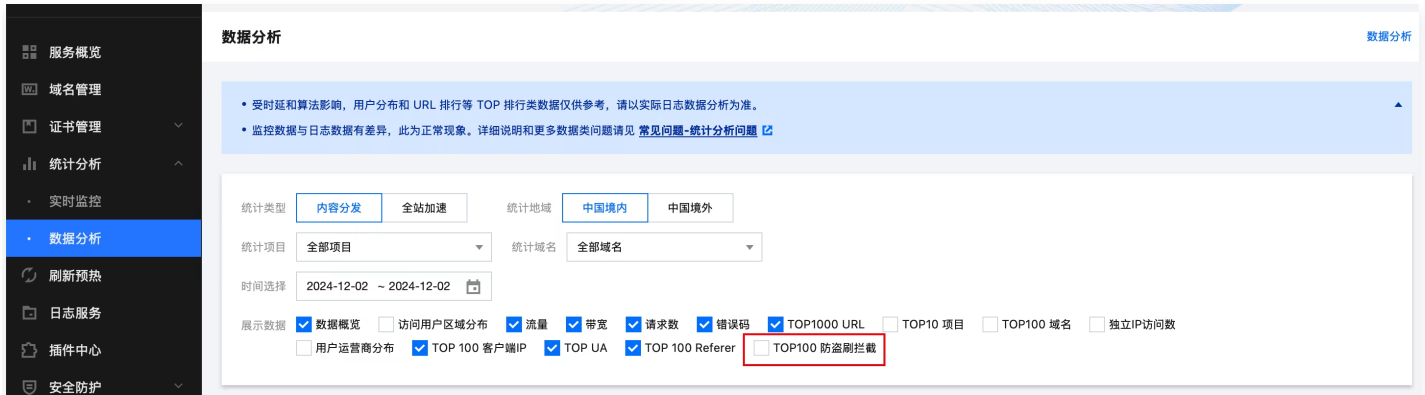 数据分析
数据分析
服务概览
域名管理
证书管理
统计分析
实时监控
数据分析
刷新预热
日志服务
插件中心
安全防护
• 受时延和算法影响，用户分布和 URL 排行等 TOP 排行类数据仅供参考，请以实际日志数据分析为准。
• 监控数据与日志数据有差异，此为正常现象。详细说明和更多数据类问题请见 常见问题-统计分析问题
统计类型 内容分发 全站加速 统计地域 中国境内 中国境外
统计项目 全部项目 统计域名 全部域名
时间选择 2024-12-02 ~ 2024-12-02
展示数据 数据概览 访问用户区域分布 流量 带宽 请求数 错误码 TOP1000 URL TOP10 项目 TOP100 域名 独立IP访问数
用户运营商分布 TOP 100 客户端IP TOP UA TOP 100 Referer TOP100 防盗刷拦截